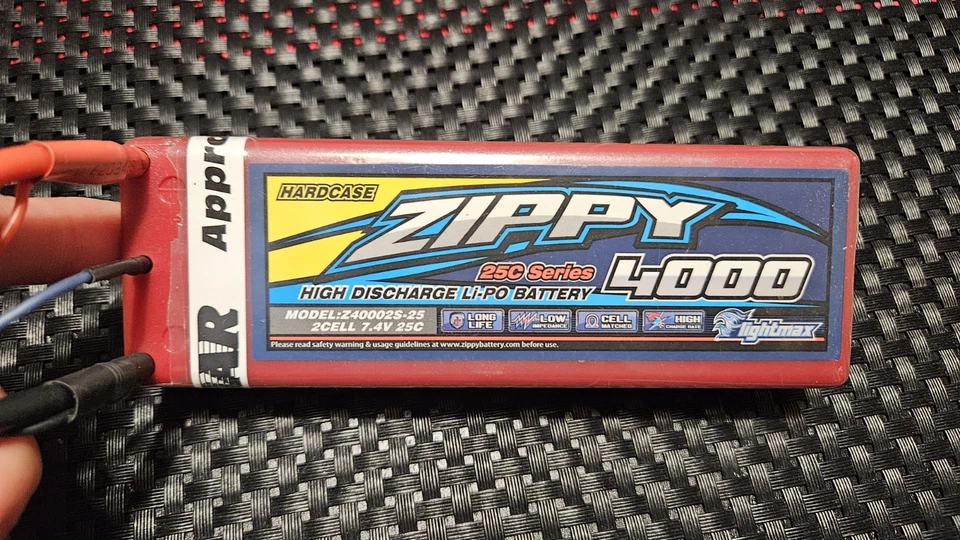 Appro
AR
HARDCASE
ZIPPY
25C Series
4000
HIGH DISCHARGE Li-PO BATTERY
MODEL:Z40002S-25
2CELL 7.4V 25C
LONG
LIFE
LOW
IMPEDANCE
CELL
MATCHED
HIGH
CHARGE RATE
flightmax
Please read safety warning & usage guidelines at www.zippybattery.com before use.